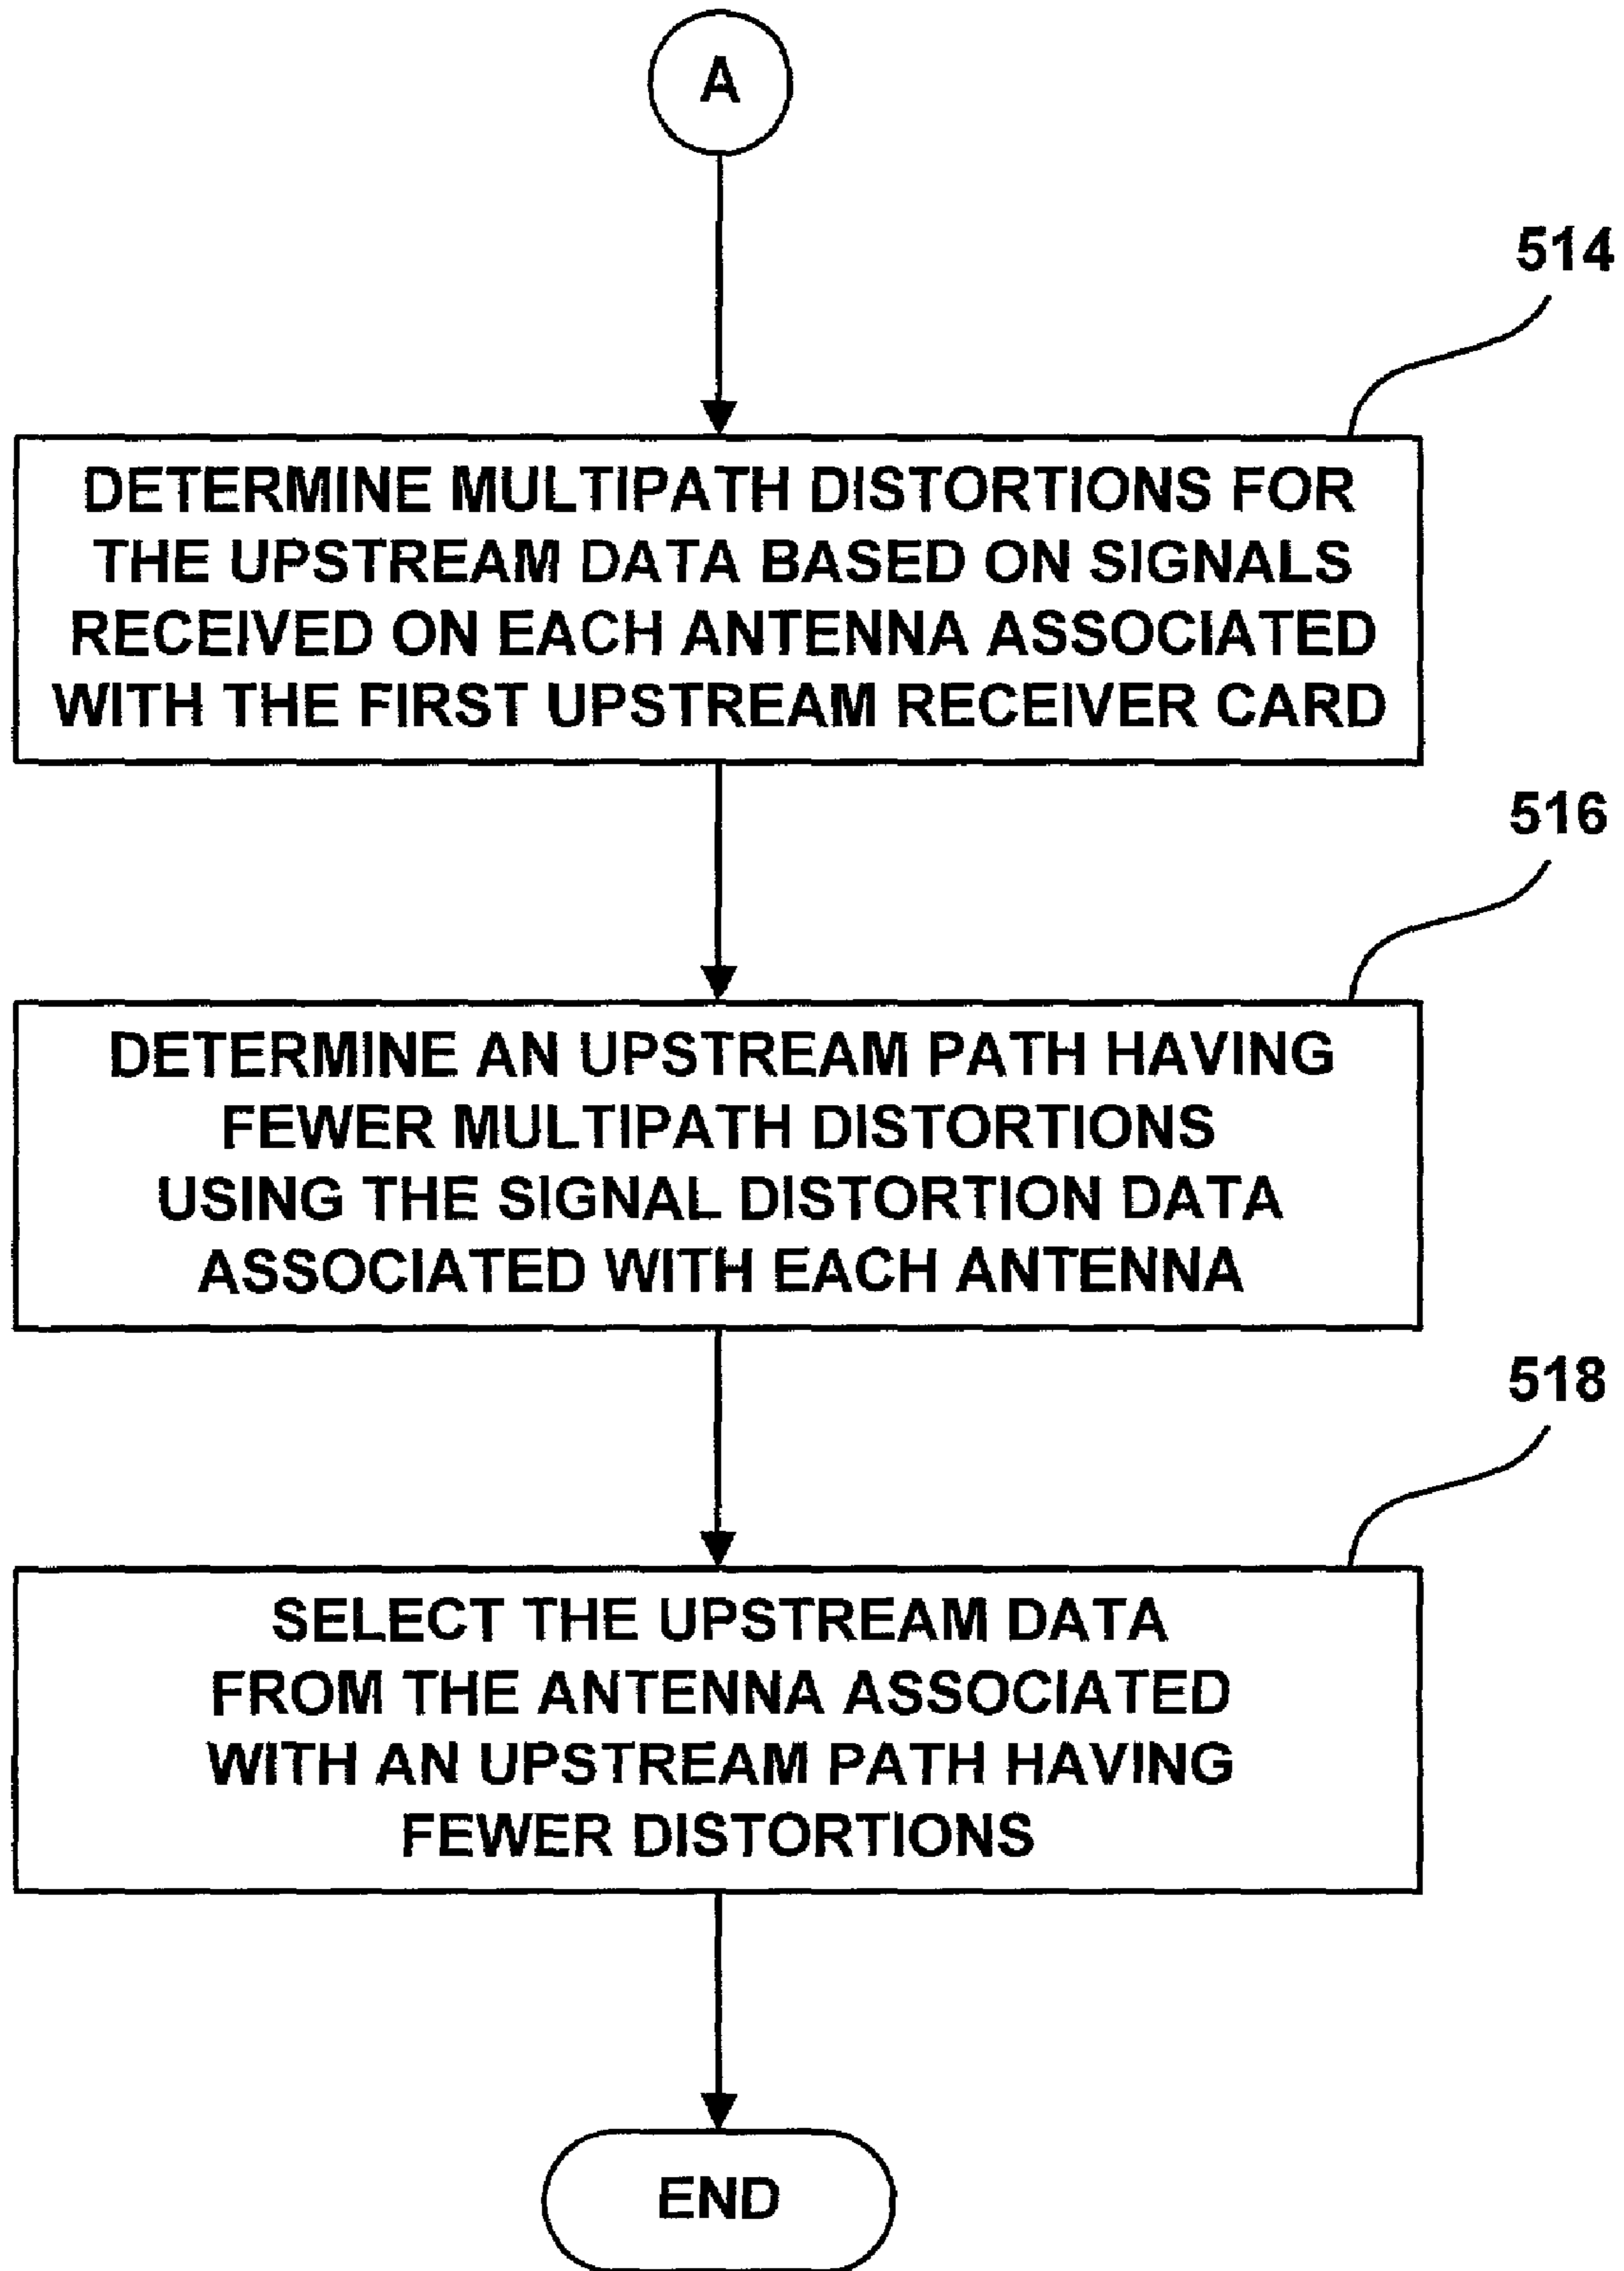 A
514
DETERMINE MULTIPATH DISTORTIONS FOR
THE UPSTREAM DATA BASED ON SIGNALS
RECEIVED ON EACH ANTENNA ASSOCIATED
WITH THE FIRST UPSTREAM RECEIVER CARD
516
DETERMINE AN UPSTREAM PATH HAVING
FEWER MULTIPATH DISTORTIONS
USING THE SIGNAL DISTORTION DATA
ASSOCIATED WITH EACH ANTENNA
518
SELECT THE UPSTREAM DATA
FROM THE ANTENNA ASSOCIATED
WITH AN UPSTREAM PATH HAVING
FEWER DISTORTIONS
END